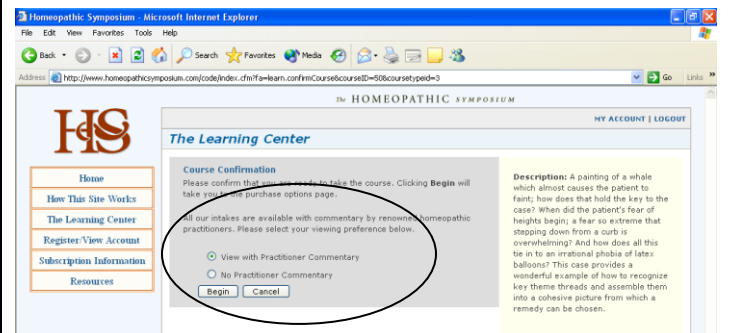 Homeopathic Symposium - Microsoft Internet Explorer
File Edit View Favorites Tools Help
Back Search Favorites Media
Address http://www.homeopathicsymposium.com/code/index.cfm?fa=learn.confirmCourse&courseID=50&coursetypeid=3 Go Links »
The HOMEOPATHIC SYMPOSIUM
HS
MY ACCOUNT | LOGOUT
The Learning Center
Home
How This Site Works
The Learning Center
Register/View Account
Subscription Information
Resources
Course Confirmation
Please confirm that you are ready to take the course. Clicking Begin will
take you to the purchase options page.
All our intakes are available with commentary by renowned homeopathic
practitioners. Please select your viewing preference below.
View with Practitioner Commentary
No Practitioner Commentary
Begin Cancel
Description: A painting of a whale
which almost causes the patient to
faint; how does that hold the key to the
case? When did the patient's fear of
heights begin; a fear so extreme that
stepping down from a curb is
overwhelming? And how does all this
tie in to an irrational phobia of latex
balloons? This case provides a
wonderful example of how to recognize
key theme threads and assemble them
into a cohesive picture from which a
remedy can be chosen.